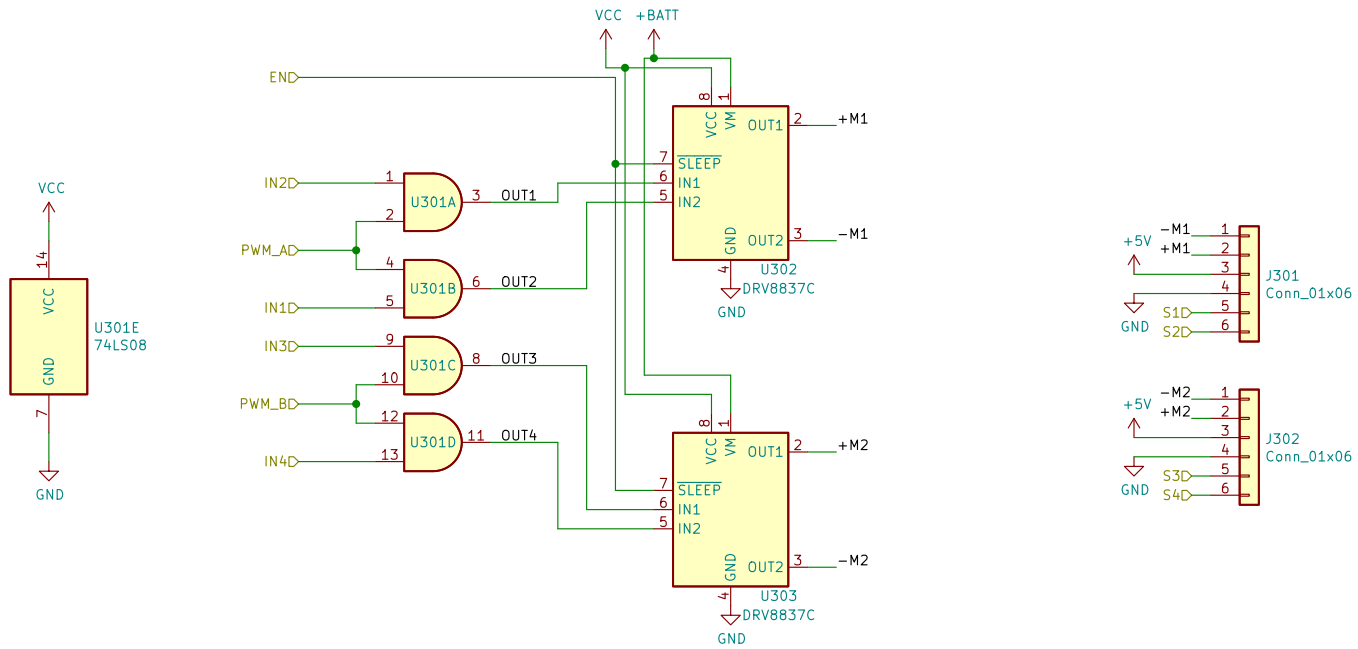 VCC +BATT
EN
8 1
VCC VM
OUT1 2 +M1
7 SLEEP
IN2 1
6 IN1
U301A 3 OUT1
5 IN2
2
PWM_A
OUT2 3 -M1
GND
4
U302
DRV8837C
GND
4
U301B 6 OUT2
IN1 5
IN3 9
U301C 8 OUT3
10
PWM_B
12
U301D 11 OUT4
IN4 13
VCC
14
VCC
U301E
74LS08
GND
7
GND
8 1
VCC VM
OUT1 2 +M2
7 SLEEP
6 IN1
5 IN2
OUT2 3 -M2
GND
4
U303
DRV8837C
GND
-M1 1
+5V
+M1 2
3
J301
4
Conn_01x06
S1 5
GND
S2 6
-M2 1
+5V
+M2 2
3
J302
4
Conn_01x06
S3 5
GND
S4 6